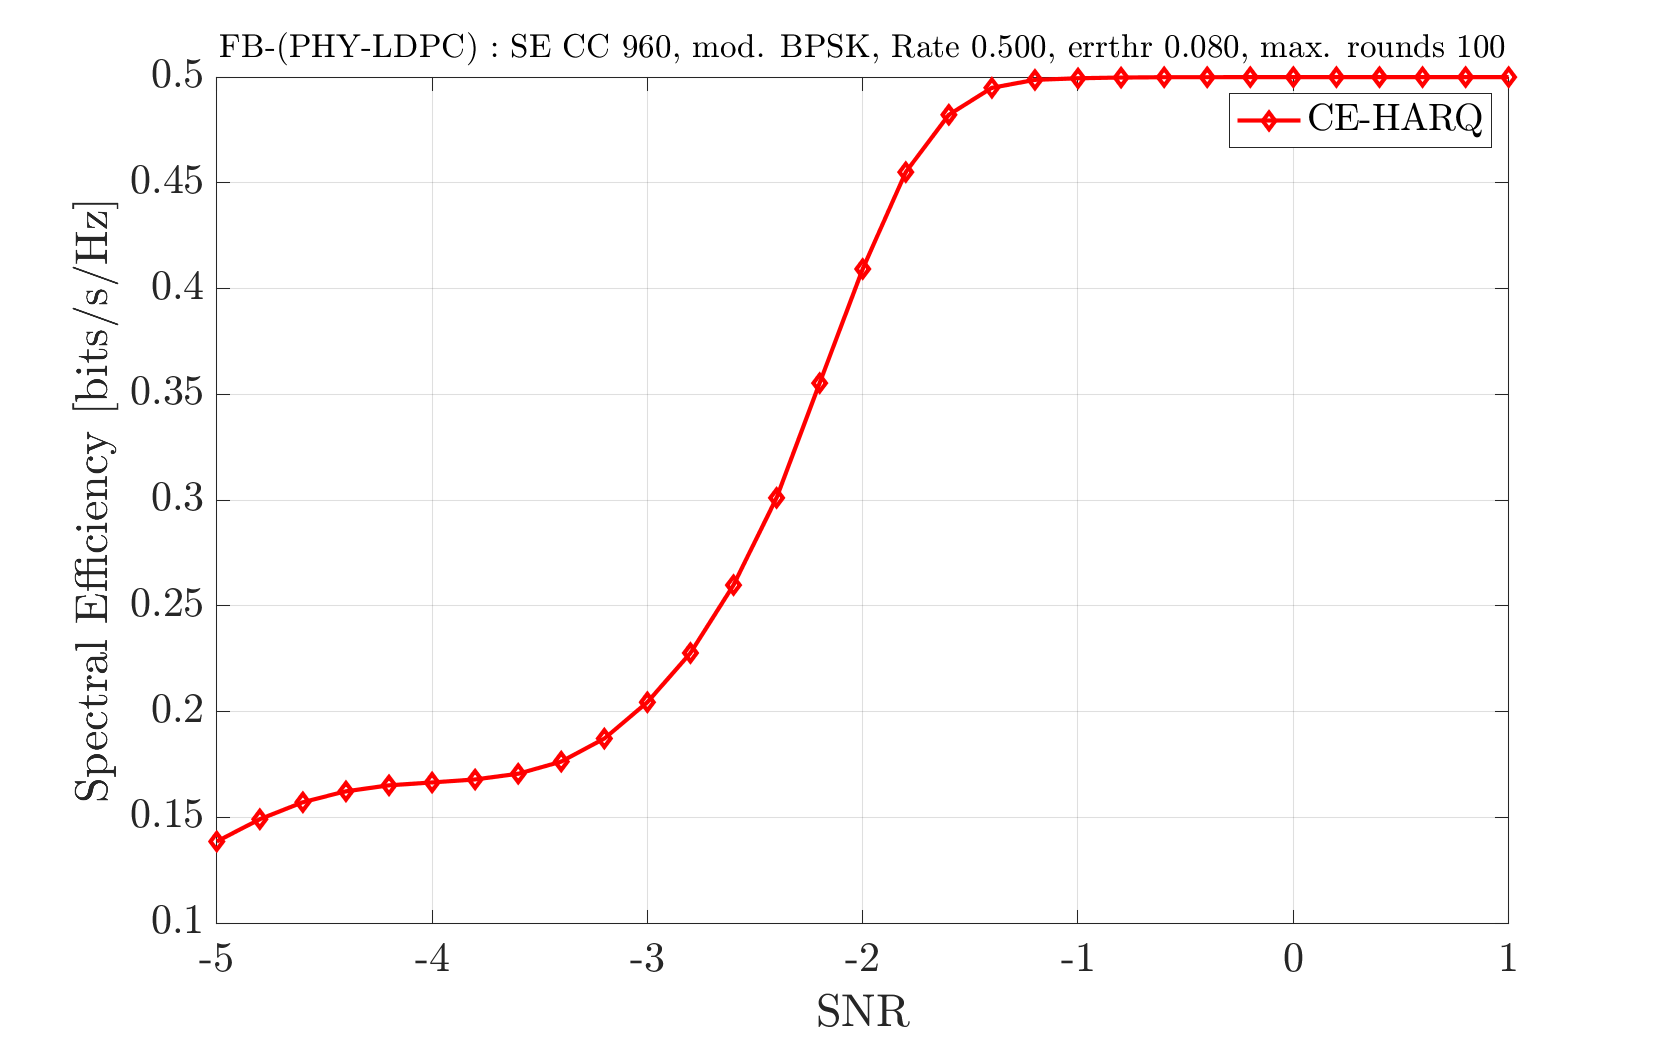 FB-(PHY-LDPC) : SE CC 960, mod. BPSK, Rate 0.500, errthr 0.080, max. rounds 100
CE-HARQ
Spectral Efficiency [bits/s/Hz]
0.5
0.45
0.4
0.35
0.3
0.25
0.2
0.15
0.1
-5 -4 -3 -2 -1 0 1
SNR